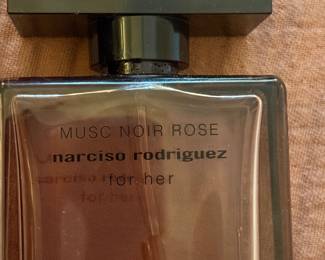 MUSC NOIR ROSE
narciso rodriguez
for her